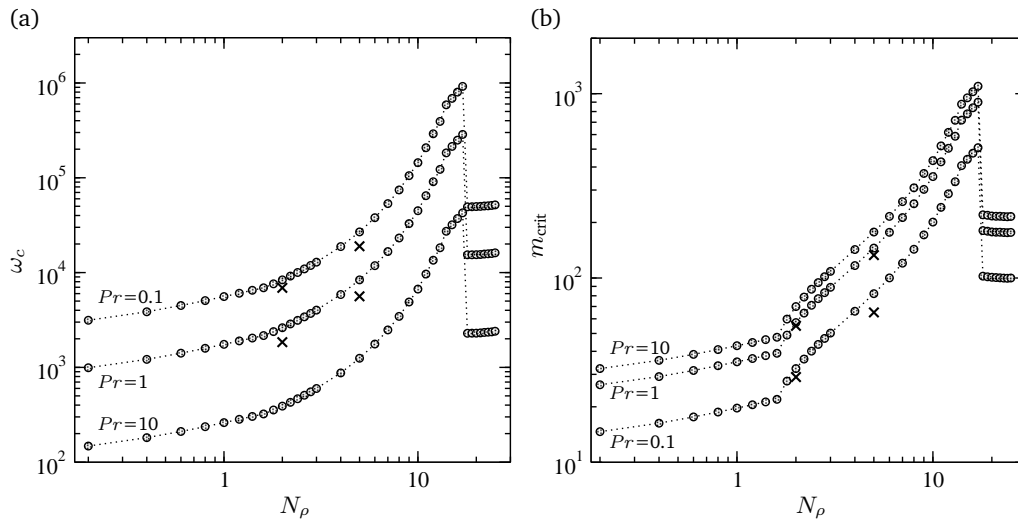 (a)
10^6
10^5
10^4
10^3
10^2
ω_c
Pr=0.1
Pr=1
Pr=10
1
10
N_ρ
(b)
10^3
10^2
10^1
m_crit
Pr=10
Pr=1
Pr=0.1
1
10
N_ρ